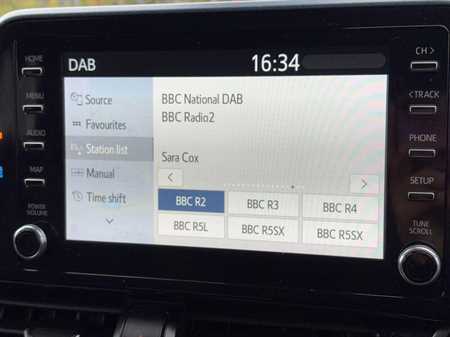 DAB 16:34
HOME
MENU
AUDIO
MAP
POWER
VOLUME
Source
Favourites
Station list
Manual
Time shift
BBC National DAB
BBC Radio2
Sara Cox
BBC R2 BBC R3 BBC R4
BBC R5L BBC R5SX BBC R5SX
CH >
< TRACK
PHONE
SETUP
TUNE
SCROLL